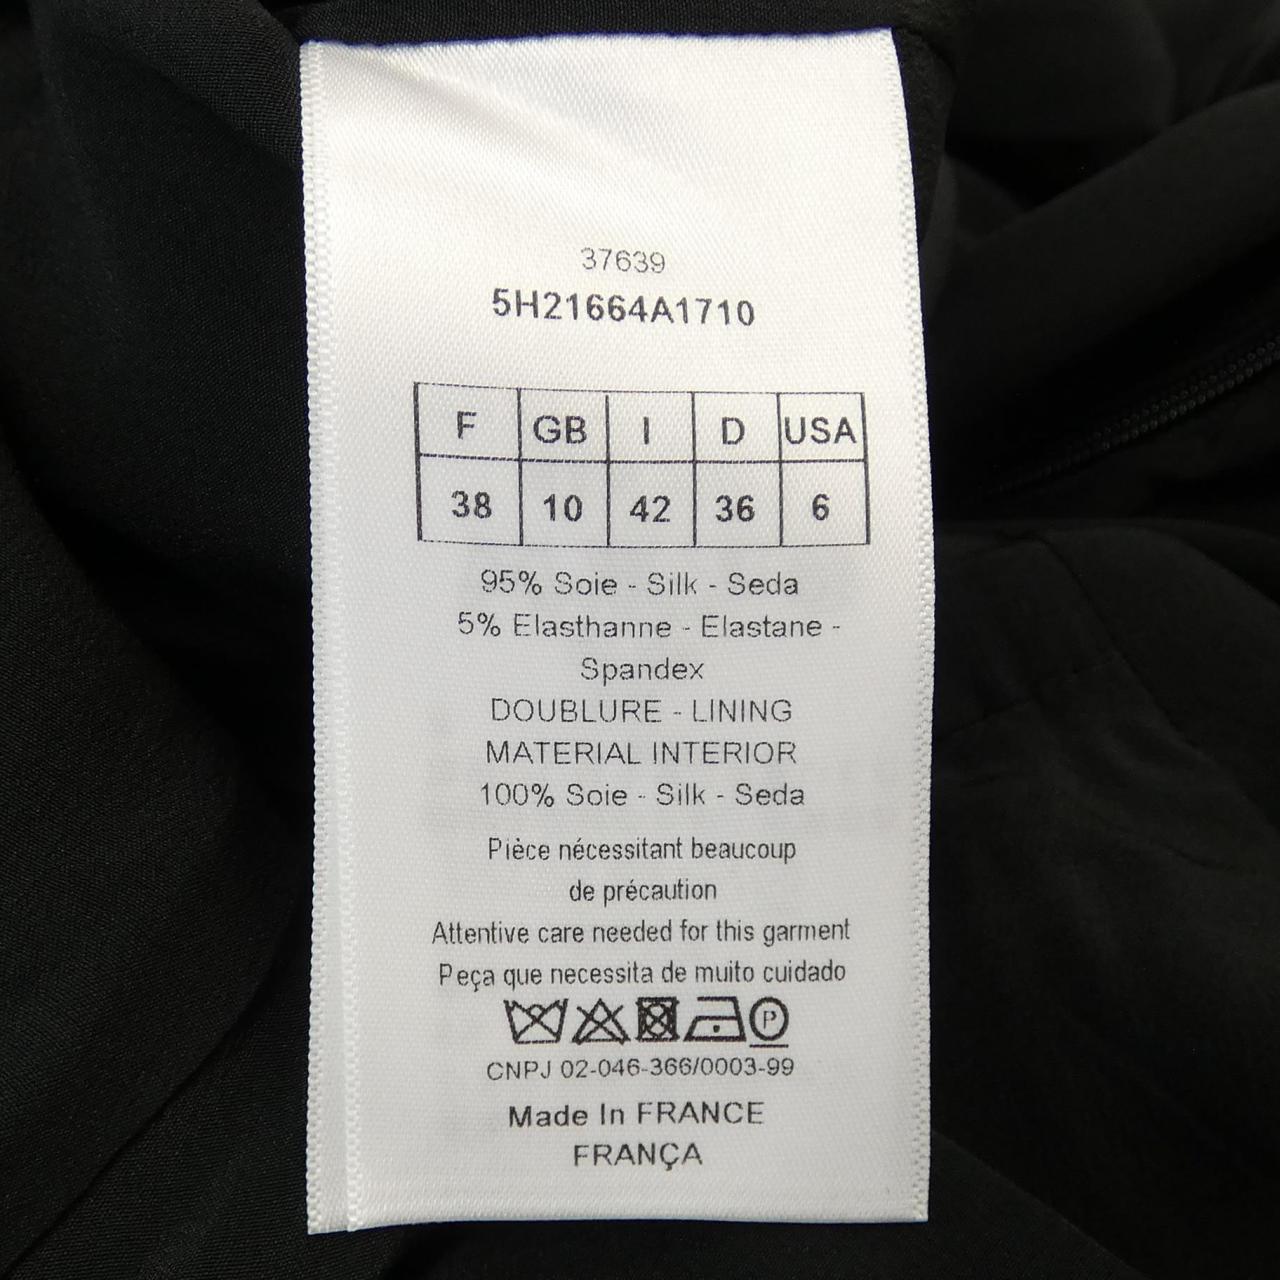 37639
5H21664A1710
F GB I D USA
38 10 42 36 6
95% Soie - Silk - Seda
5% Elasthanne - Elastane -
Spandex
DOUBLURE - LINING
MATERIAL INTERIOR
100% Soie - Silk - Seda
Pièce nécessitant beaucoup
de précaution
Attentive care needed for this garment
Peça que necessita de muito cuidado
P
CNPJ 02-046-366/0003-99
Made In FRANCE
FRANÇA